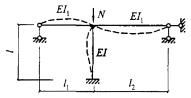 EI₁ N EI₁
l EI
l₁ l₂